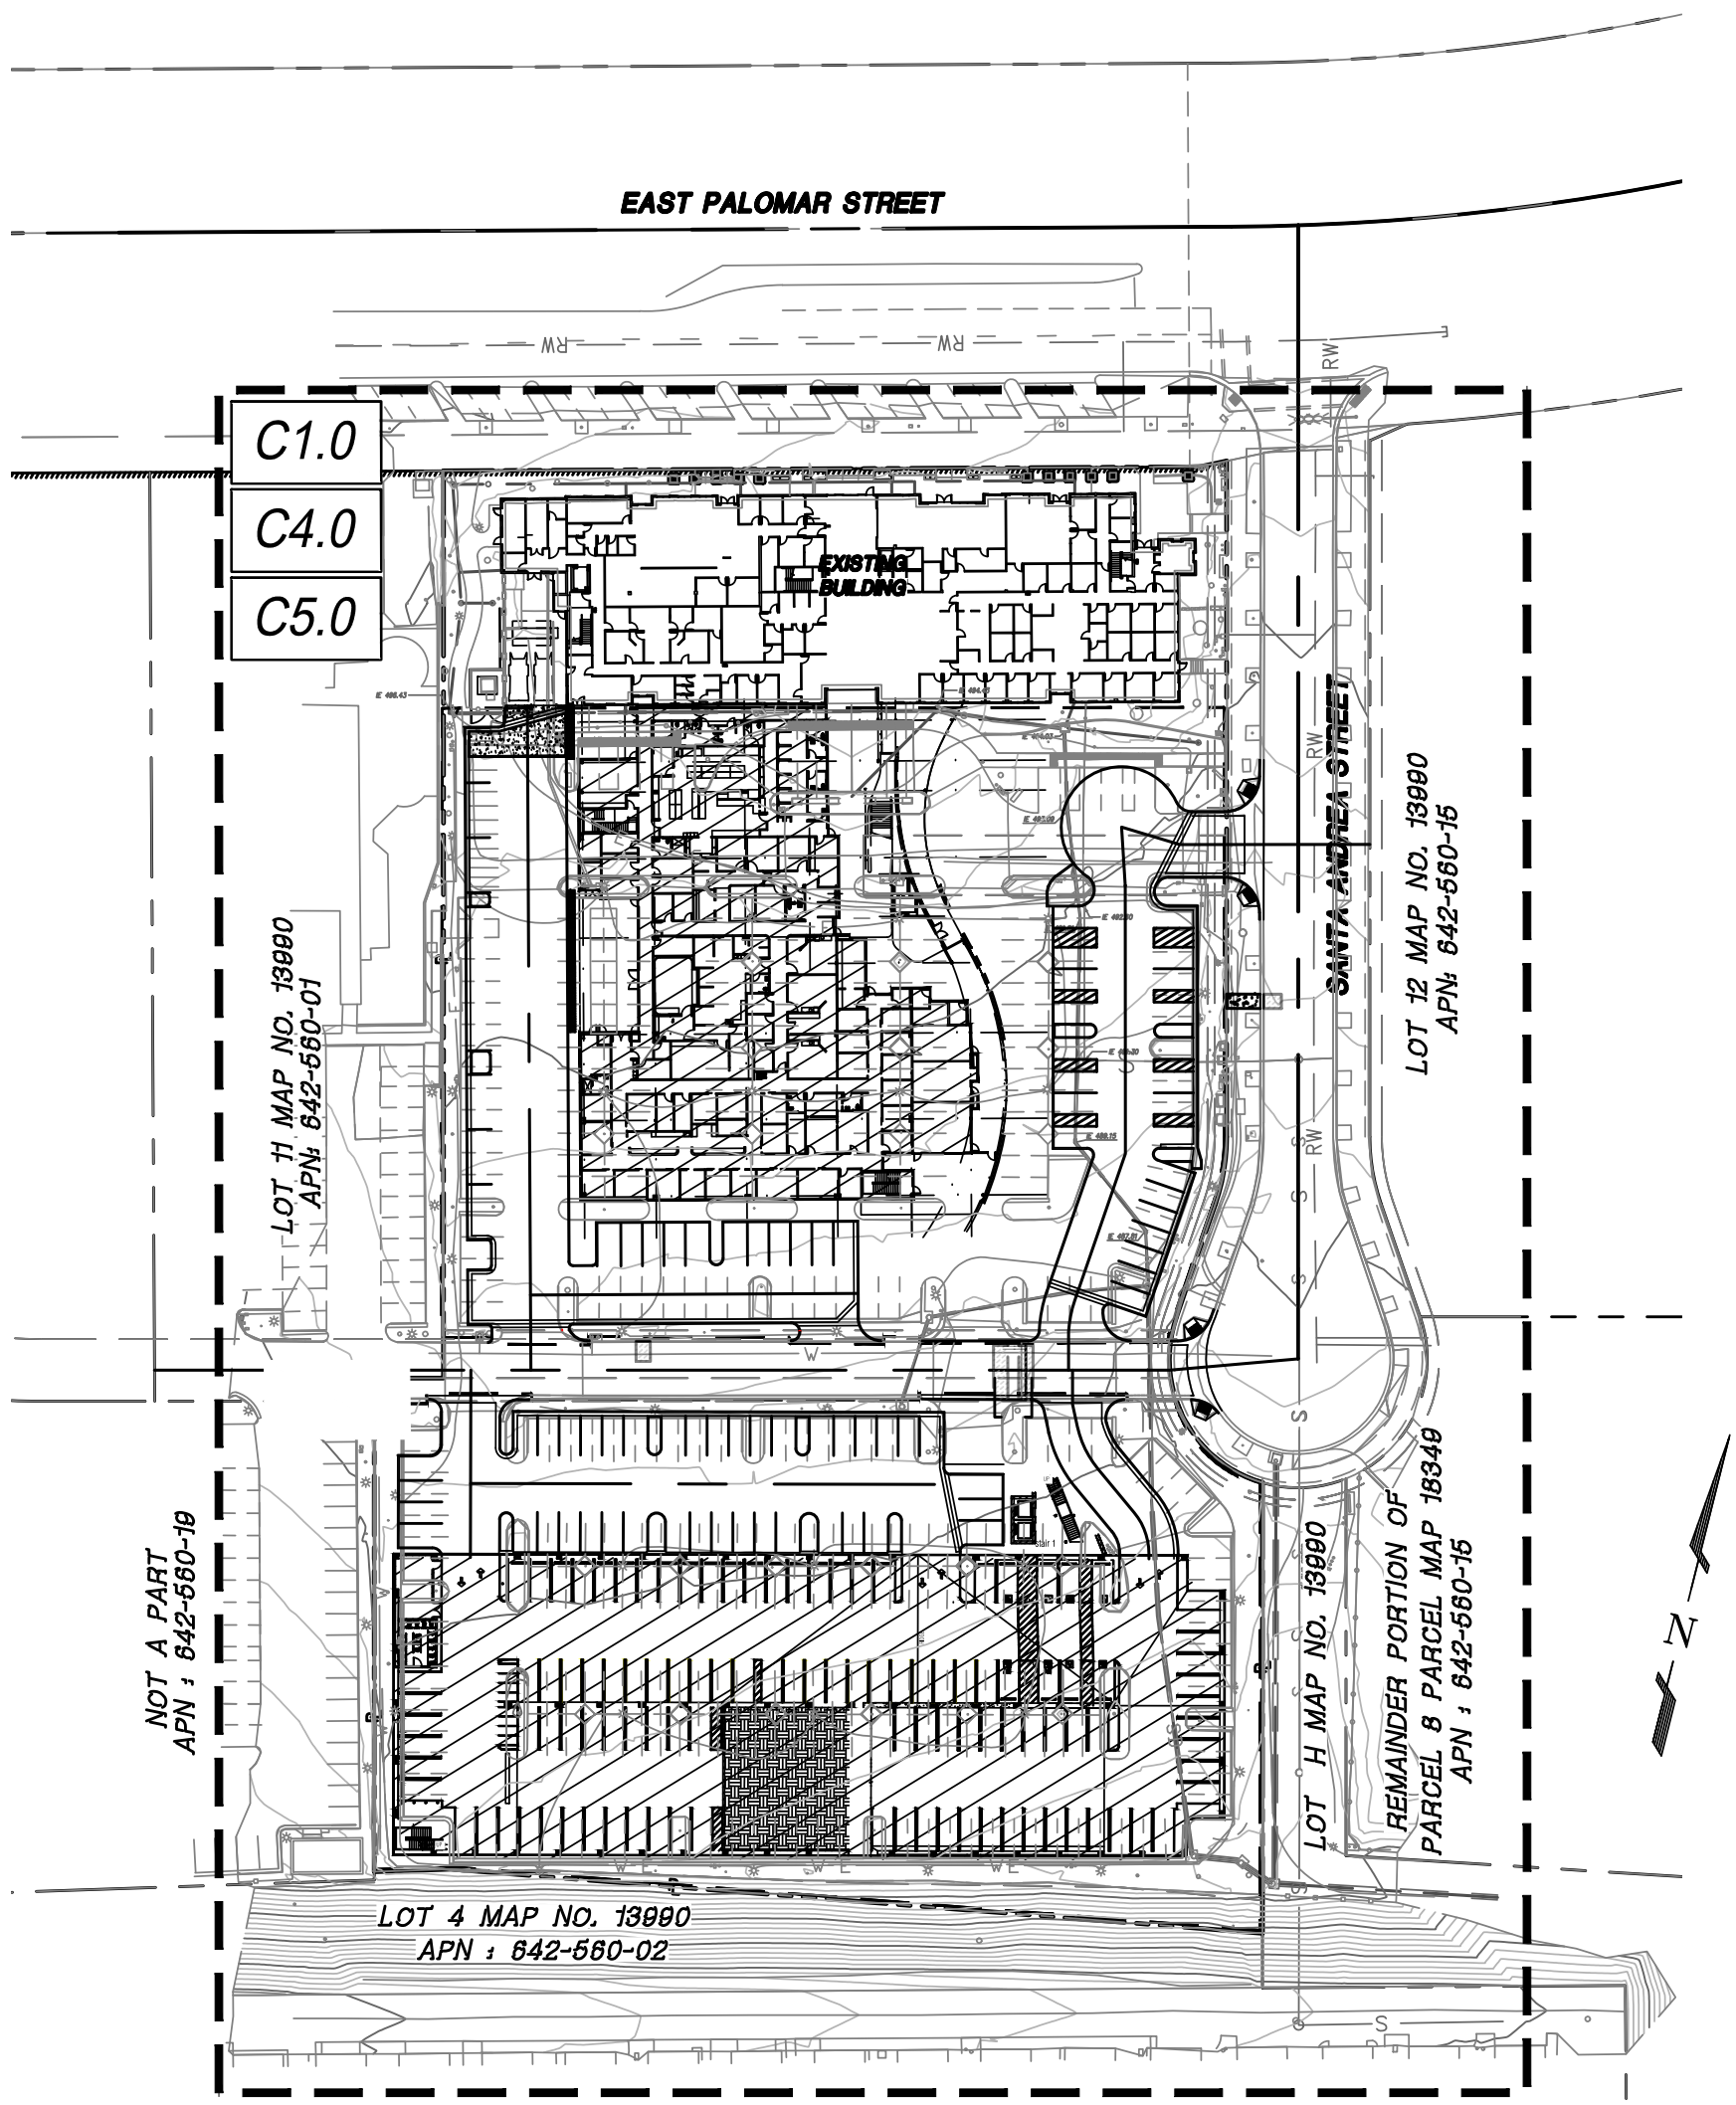 EAST PALOMAR STREET
RW
RW
RW
C1.0
C4.0
C5.0
EXISTING
BUILDING
SANTA ANDREA STREET
RW
LOT 12 MAP NO. 13990
APN: 642-560-15
LOT 11 MAP NO. 13990
APN: 642-560-01
E
RW
S
S
S
W
S
NOT A PART
APN : 642-560-19
stair 1
LOT H MAP NO. 13990
REMAINDER PORTION OF
PARCEL 8 PARCEL MAP 18349
APN : 642-560-15
N
W E
W E
W E
LOT 4 MAP NO. 13990
APN : 642-560-02
S